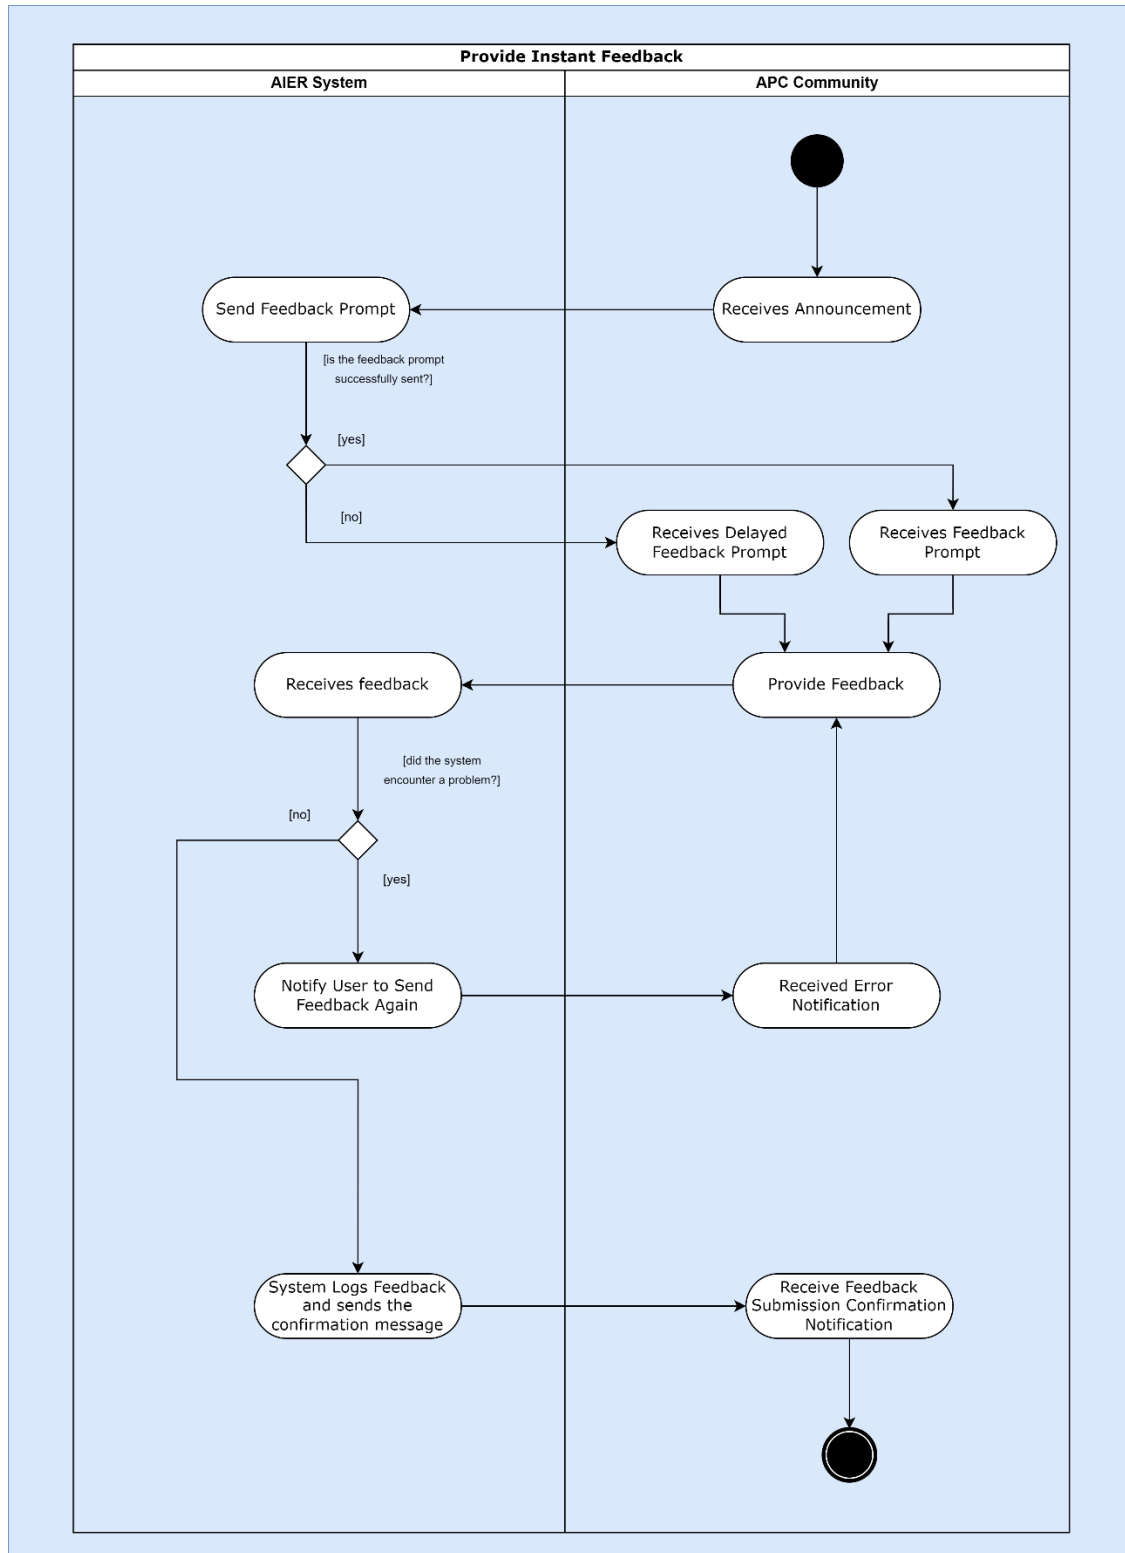 Provide Instant Feedback
AIER System
APC Community
Receives Announcement
Send Feedback Prompt
[is the feedback prompt
successfully sent?]
[yes]
[no]
Receives Delayed
Feedback Prompt
Receives Feedback
Prompt
Provide Feedback
Receives feedback
[did the system
encounter a problem?]
[no]
[yes]
Notify User to Send
Feedback Again
Received Error
Notification
System Logs Feedback
and sends the
confirmation message
Receive Feedback
Submission Confirmation
Notification